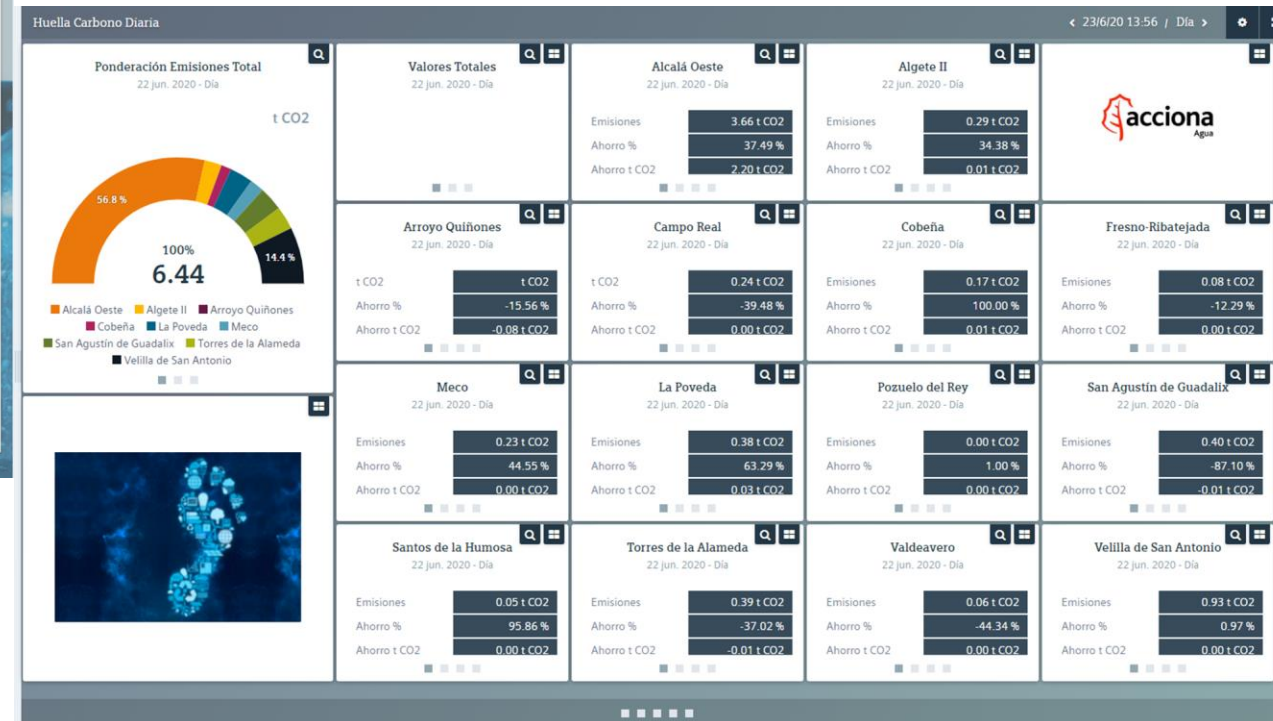 Huella Carbono Diaria
23/6/20 13:56 / Día
Ponderación Emisiones Total
22 jun. 2020 - Día
t CO2
56.8 %
14.4 %
100%
6.44
Alcalá Oeste Algete II Arroyo Quiñones
Cobeña La Poveda Meco
San Agustín de Guadalix Torres de la Alameda
Velilla de San Antonio
Valores Totales
22 jun. 2020 - Día
Alcalá Oeste
22 jun. 2020 - Día
Emisiones 3.66 t CO2
Ahorro % 37.49 %
Ahorro t CO2 2.20 t CO2
Algete II
22 jun. 2020 - Día
Emisiones 0.29 t CO2
Ahorro % 34.38 %
Ahorro t CO2 0.01 t CO2
acciona
Agua
Arroyo Quiñones
22 jun. 2020 - Día
t CO2 t CO2
Ahorro % -15.56 %
Ahorro t CO2 -0.08 t CO2
Campo Real
22 jun. 2020 - Día
t CO2 0.24 t CO2
Ahorro % -39.48 %
Ahorro t CO2 0.00 t CO2
Cobeña
22 jun. 2020 - Día
Emisiones 0.17 t CO2
Ahorro % 100.00 %
Ahorro t CO2 0.01 t CO2
Fresno-Ribatejada
22 jun. 2020 - Día
Emisiones 0.08 t CO2
Ahorro % -12.29 %
Ahorro t CO2 0.00 t CO2
Meco
22 jun. 2020 - Día
Emisiones 0.23 t CO2
Ahorro % 44.55 %
Ahorro t CO2 0.00 t CO2
La Poveda
22 jun. 2020 - Día
Emisiones 0.38 t CO2
Ahorro % 63.29 %
Ahorro t CO2 0.03 t CO2
Pozuelo del Rey
22 jun. 2020 - Día
Emisiones 0.00 t CO2
Ahorro % 1.00 %
Ahorro t CO2 0.00 t CO2
San Agustín de Guadalix
22 jun. 2020 - Día
Emisiones 0.40 t CO2
Ahorro % -87.10 %
Ahorro t CO2 -0.01 t CO2
Santos de la Humosa
22 jun. 2020 - Día
Emisiones 0.05 t CO2
Ahorro % 95.86 %
Ahorro t CO2 0.00 t CO2
Torres de la Alameda
22 jun. 2020 - Día
Emisiones 0.39 t CO2
Ahorro % -37.02 %
Ahorro t CO2 -0.01 t CO2
Valdeavero
22 jun. 2020 - Día
Emisiones 0.06 t CO2
Ahorro % -44.34 %
Ahorro t CO2 0.00 t CO2
Velilla de San Antonio
22 jun. 2020 - Día
Emisiones 0.93 t CO2
Ahorro % 0.97 %
Ahorro t CO2 0.00 t CO2